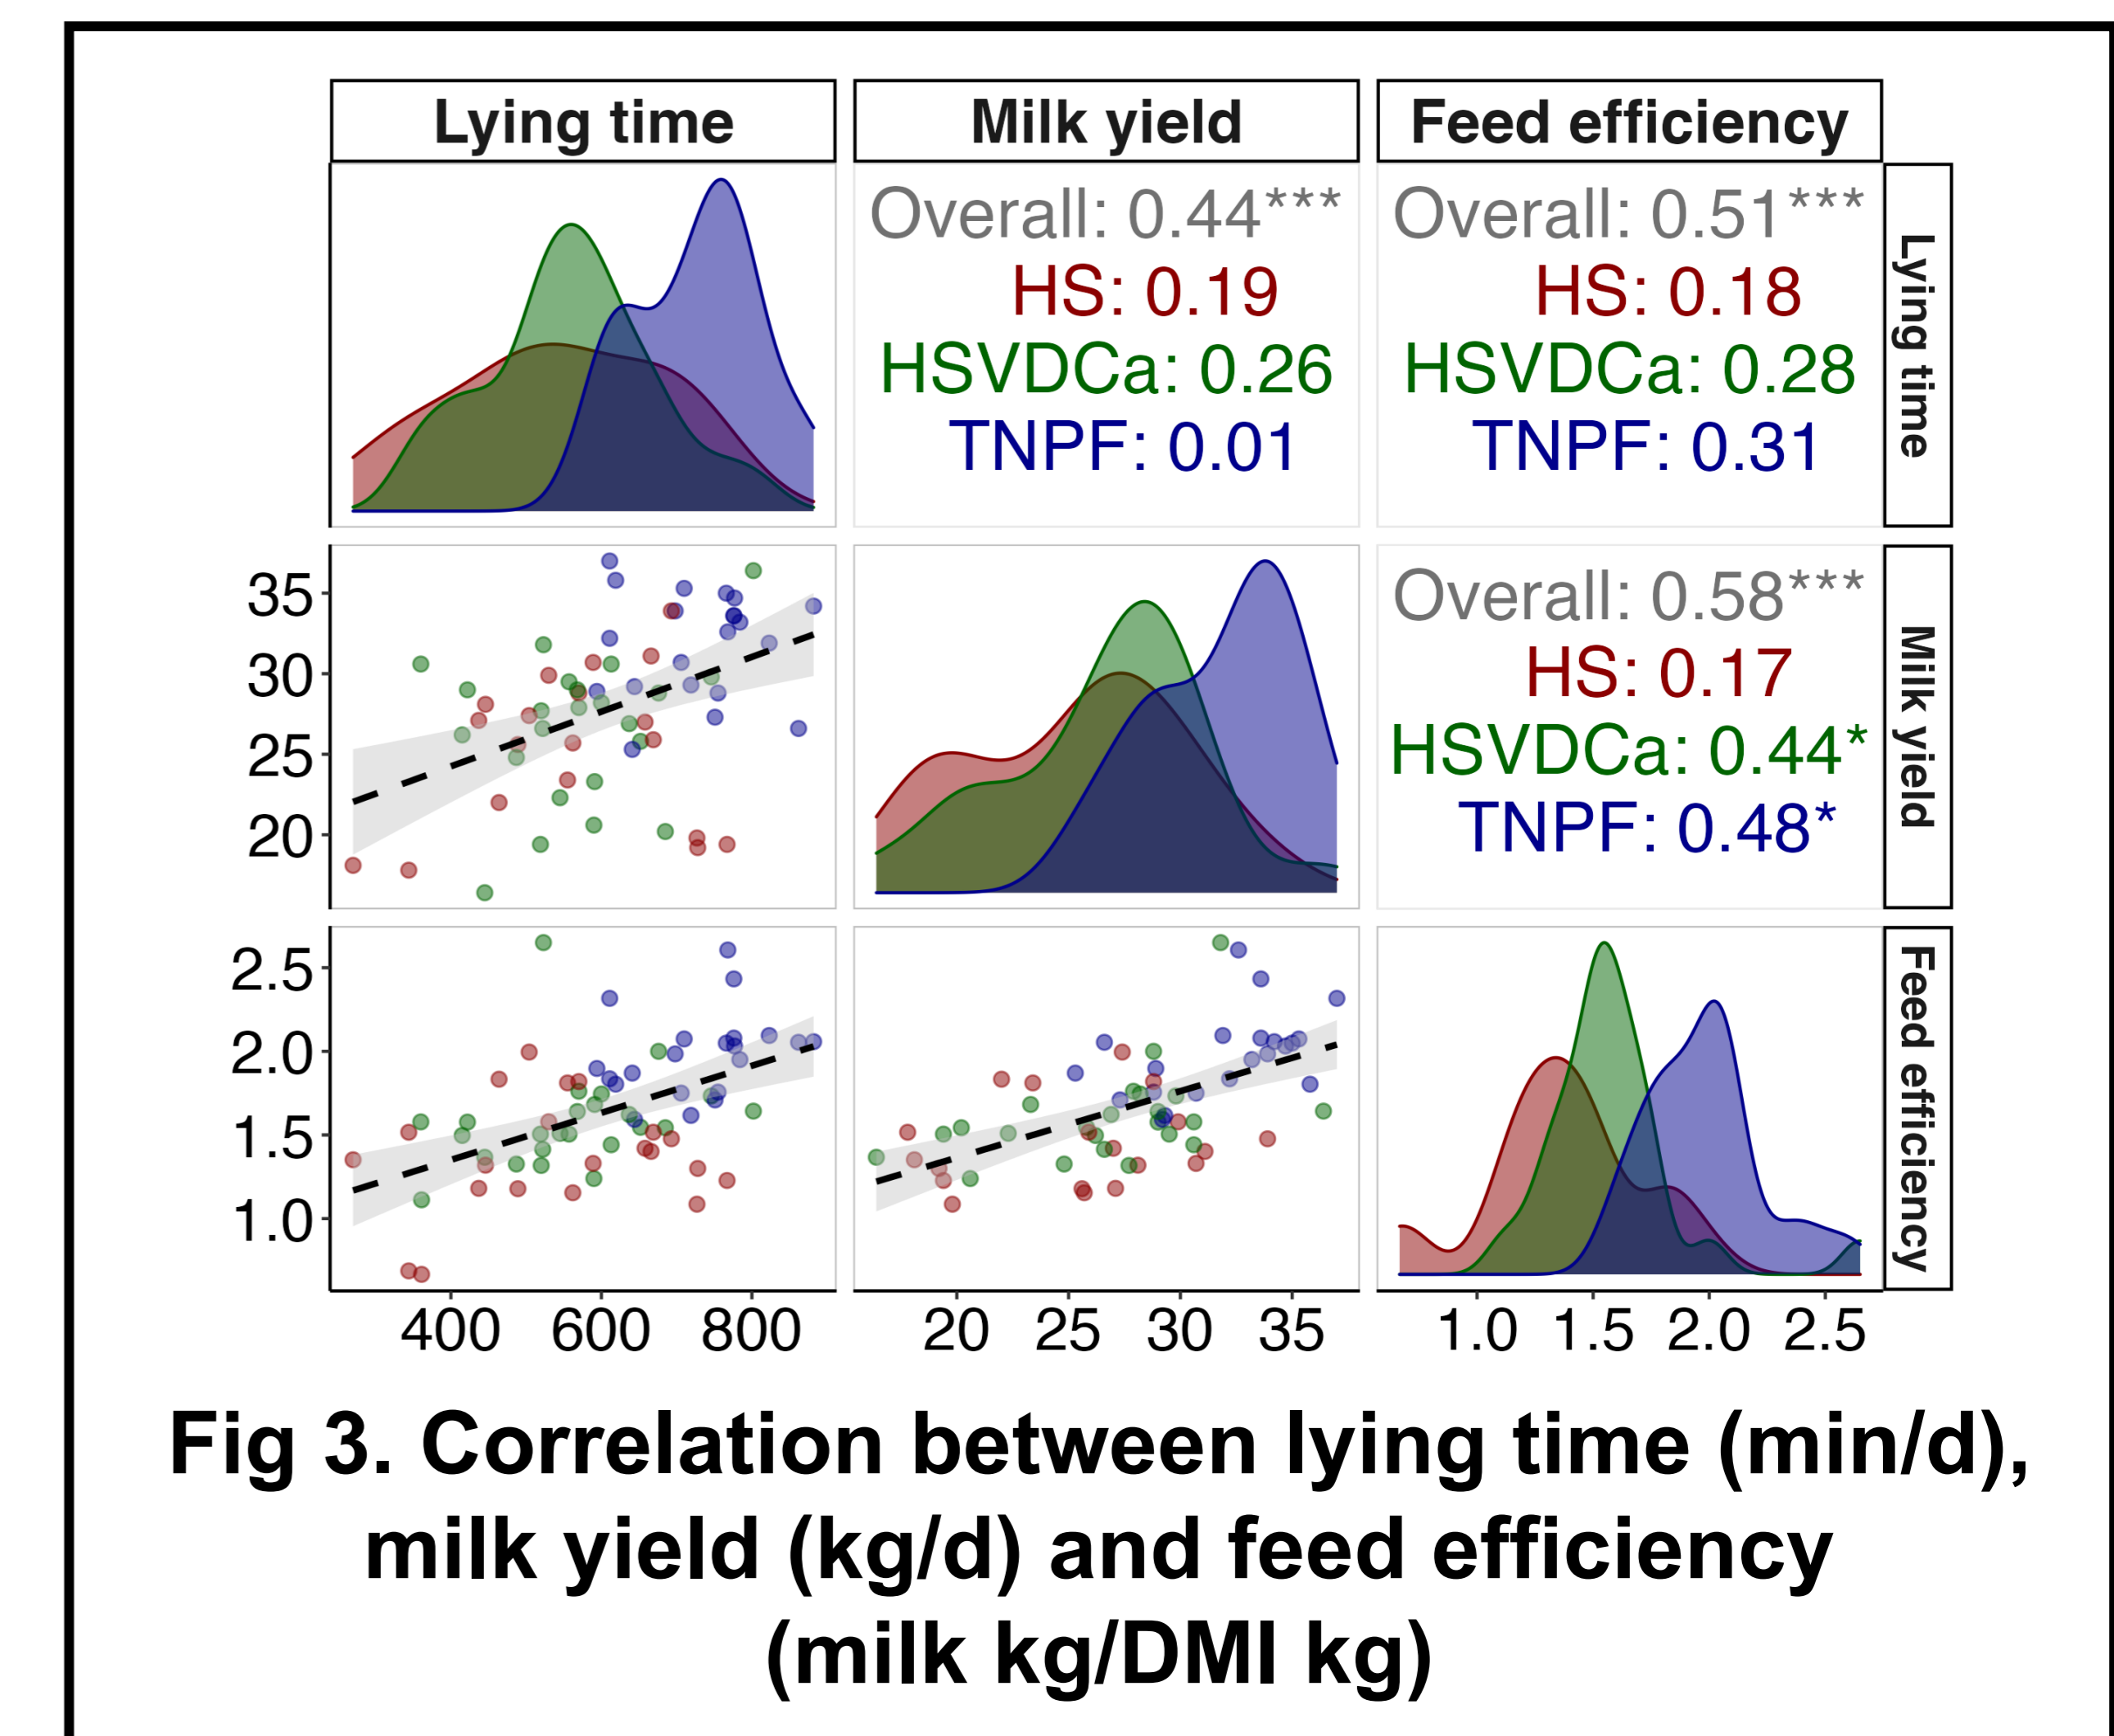 Lying time
Milk yield
Feed efficiency
Overall: 0.44***
HS: 0.19
HSVDCa: 0.26
TNPF: 0.01
Overall: 0.51***
HS: 0.18
HSVDCa: 0.28
TNPF: 0.31
Lying time
35
30
25
20
Overall: 0.58***
HS: 0.17
HSVDCa: 0.44*
TNPF: 0.48*
Milk yield
2.5
2.0
1.5
1.0
Feed efficiency
400 600 800
20 25 30 35
1.0 1.5 2.0 2.5
Fig 3. Correlation between lying time (min/d),
milk yield (kg/d) and feed efficiency
(milk kg/DMI kg)